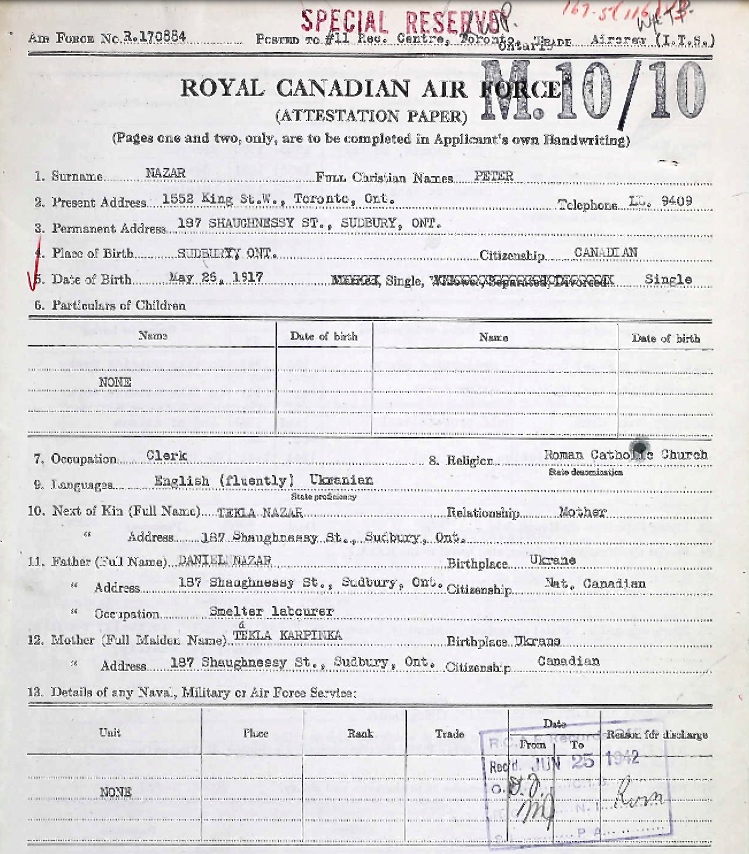 SPECIAL RESERVE
AIR FORCE No. R.170884 POSTED TO #11 Rec. Centre, Toronto, Ontario TRADE Aircrew (I.T.S.)
ROYAL CANADIAN AIR FORCE
M.10/10
(ATTESTATION PAPER)
(Pages one and two, only, are to be completed in Applicant's own Handwriting)
1. Surname NAZAR FULL CHRISTIAN NAMES PETER
2. Present Address 1552 King St.W., Toronto, Ont. Telephone LL. 9409
3. Permanent Address 187 SHAUGHNESSY ST., SUDBURY, ONT.
4. Place of Birth SUDBURY, ONT. Citizenship CANADIAN
5. Date of Birth May 25, 1917 Married, Single, Widower, Separated, Divorced Single
6. Particulars of Children
Name Date of birth Name Date of birth
NONE
7. Occupation Clerk 8. Religion Roman Catholic Church
State denomination
9. Languages English (fluently) Ukranian
State proficiency
10. Next of Kin (Full Name) TEKLA NAZAR Relationship Mother
" Address 187 Shaughnessy St., Sudbury, Ont.
11. Father (Full Name) DANIEL NAZAR Birthplace Ukrane
" Address 187 Shaughnessy St., Sudbury, Ont. Citizenship Nat. Canadian
" Occupation Smelter labourer
12. Mother (Full Maiden Name) TEKLA KARPINKA Birthplace Ukrans
" Address 187 Shaughnessy St., Sudbury, Ont. Citizenship Canadian
13. Details of any Naval, Military or Air Force Service:
Unit Place Rank Trade Date From To Reason for discharge
Rec'd. JUN 25 1942
NONE